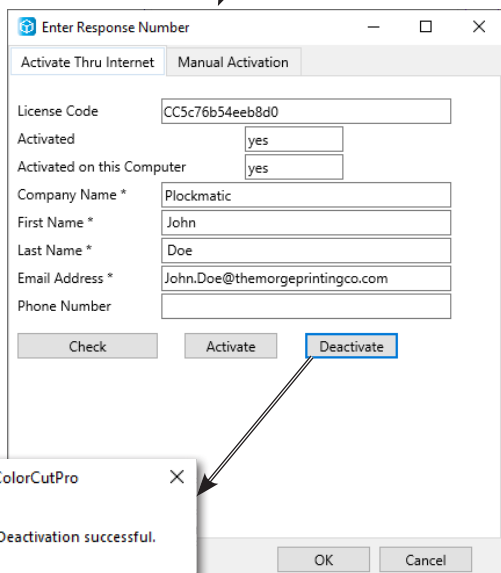 Enter Response Number
Activate Thru Internet Manual Activation
License Code CC5c76b54eeb8d0
Activated yes
Activated on this Computer yes
Company Name * Plockmatic
First Name * John
Last Name * Doe
Email Address * John.Doe@themorgeprintingco.com
Phone Number
Check Activate Deactivate
ColorCutPro
Deactivation successful.
OK Cancel